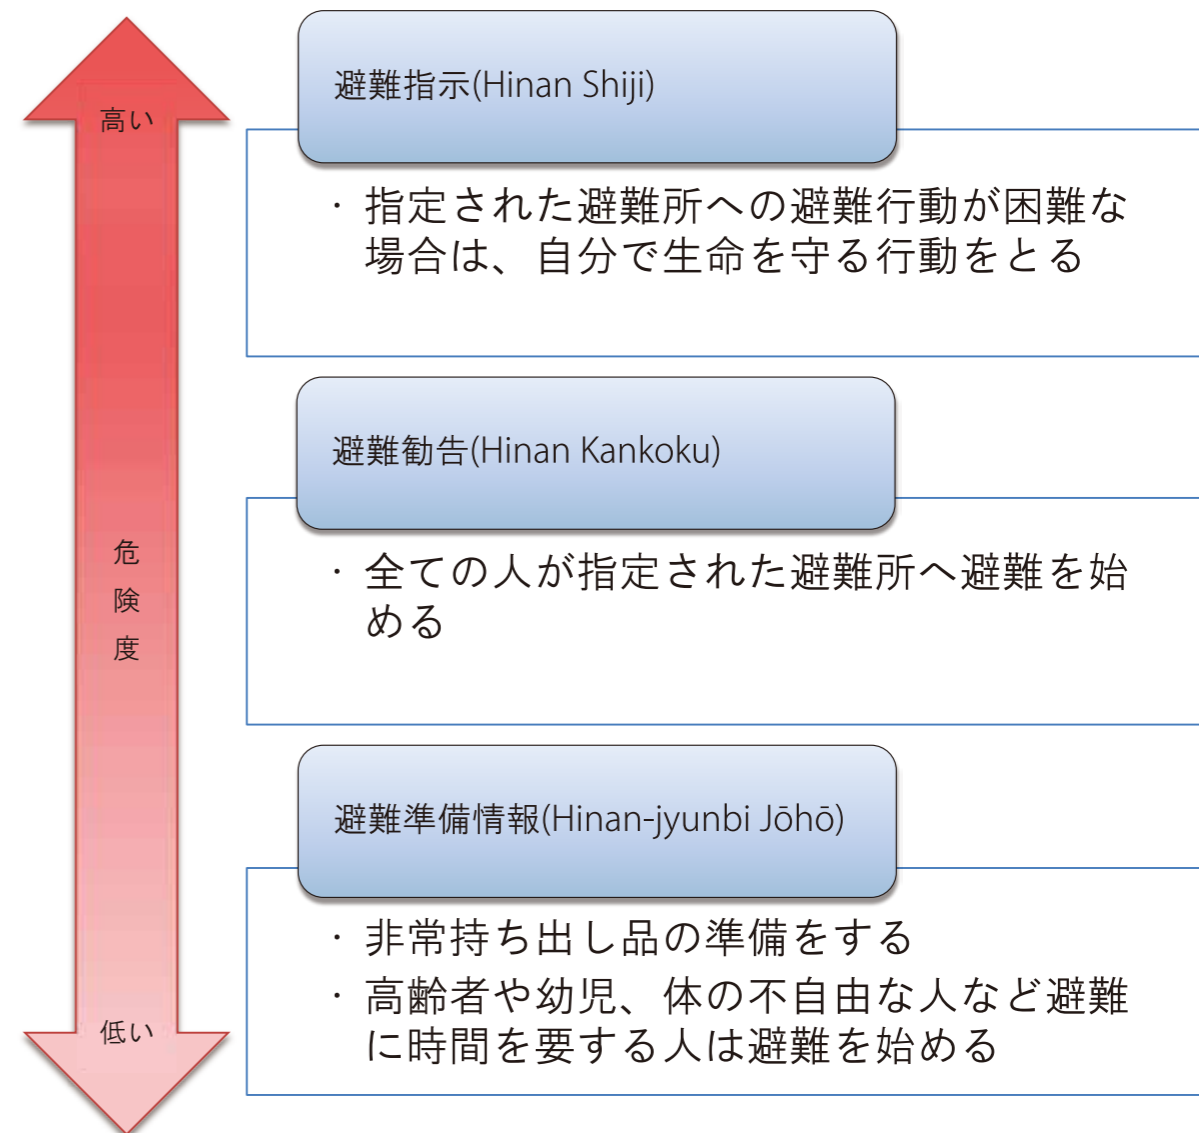 高い
危
険
度
低い
避難指示(Hinan Shiji)
・指定された避難所への避難行動が困難な
場合は、自分で生命を守る行動をとる
避難勧告(Hinan Kankoku)
・全ての人が指定された避難所へ避難を始
める
避難準備情報(Hinan-jyunbi Jōhō)
・非常持ち出し品の準備をする
・高齢者や幼児、体の不自由な人など避難
に時間を要する人は避難を始める